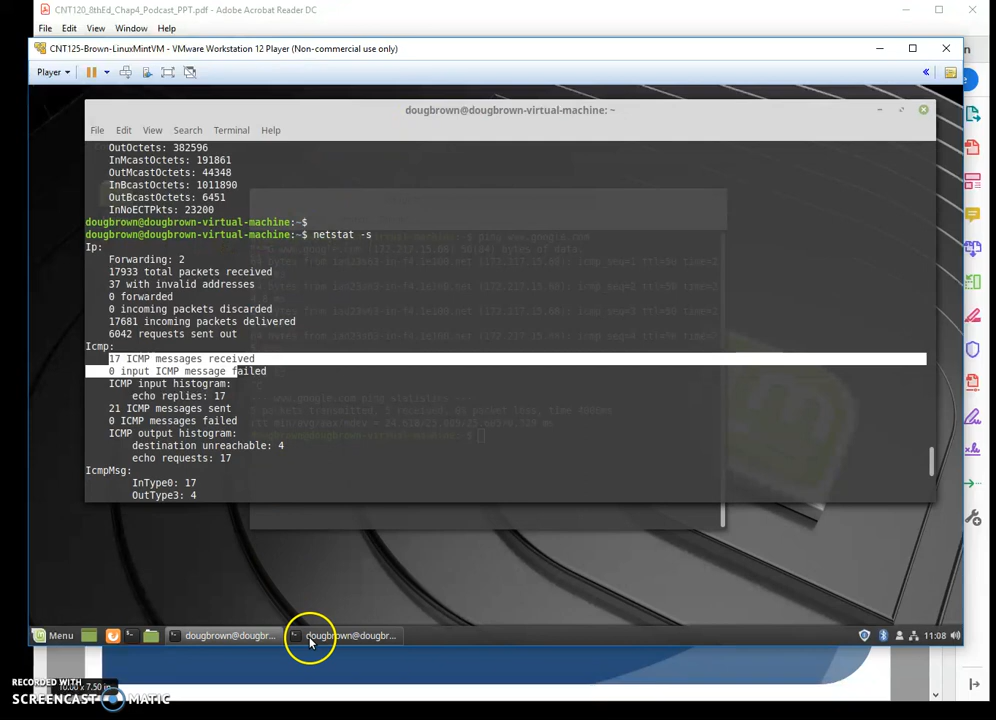 CNT120_8thEd_Chap4_Podcast_PPT.pdf - Adobe Acrobat Reader DC
File Edit View Window Help
CNT125-Brown-LinuxMintVM - VMware Workstation 12 Player (Non-commercial use only)
Player
dougbrown@dougbrown-virtual-machine: ~
File Edit View Search Terminal Help
OutOctets: 382596
InMcastOctets: 191861
OutMcastOctets: 44348
InBcastOctets: 1011890
OutBcastOctets: 6451
InNoECTPkts: 23200
dougbrown@dougbrown-virtual-machine:~$
dougbrown@dougbrown-virtual-machine:~$ netstat -s
Ip:
Forwarding: 2
17933 total packets received
37 with invalid addresses
0 forwarded
0 incoming packets discarded
17681 incoming packets delivered
6042 requests sent out
Icmp:
17 ICMP messages received
0 input ICMP message failed
ICMP input histogram:
echo replies: 17
21 ICMP messages sent
0 ICMP messages failed
ICMP output histogram:
destination unreachable: 4
echo requests: 17
IcmpMsg:
InType0: 17
OutType3: 4
Menu dougbrown@dougbr... dougbrown@dougbr... 11:08
10.00 x 7.50 in
RECORDED WITH
SCREENCAST MATIC